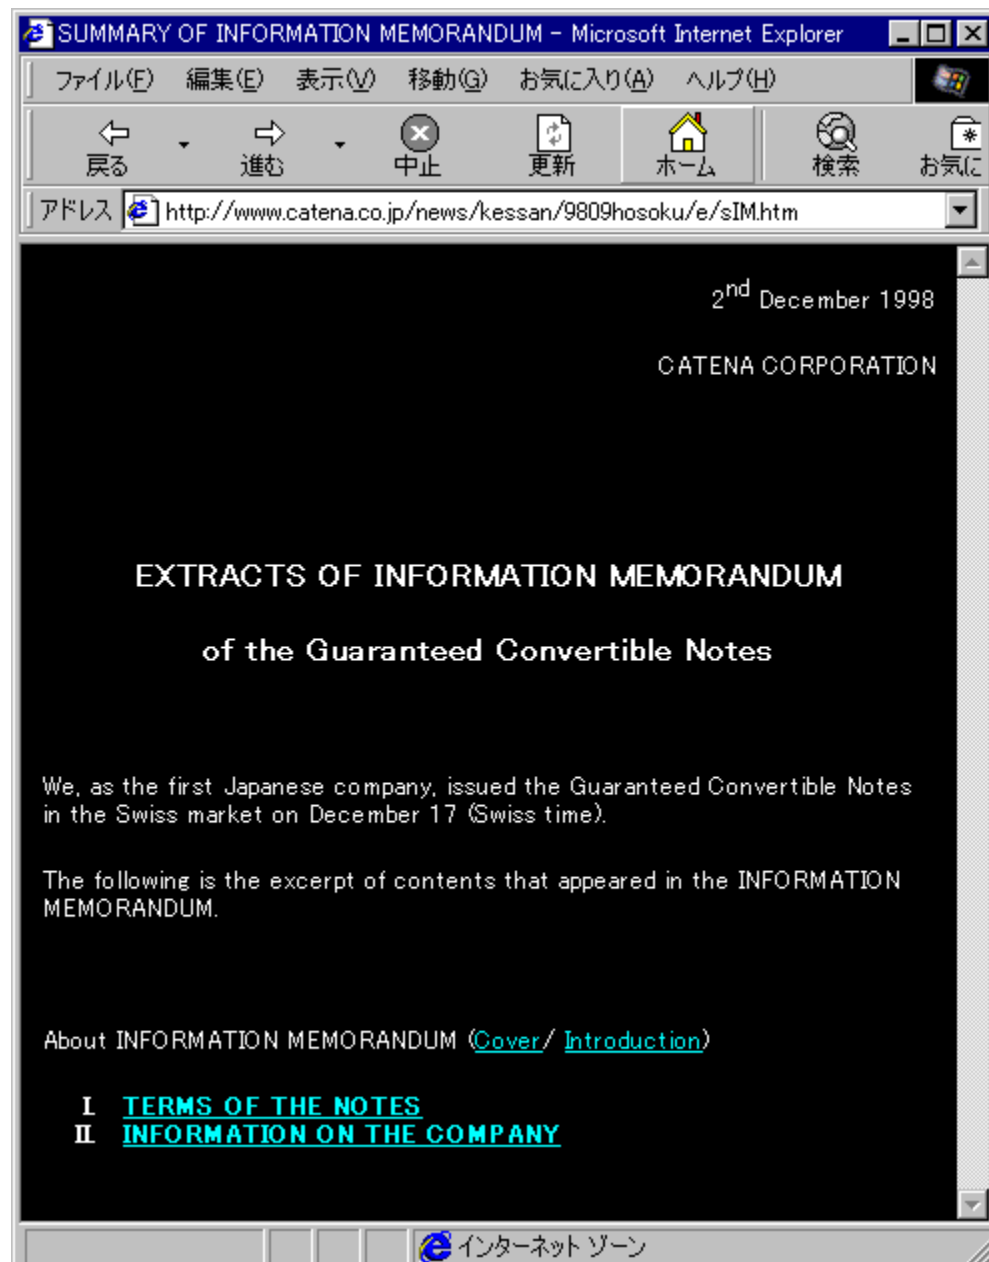 SUMMARY OF INFORMATION MEMORANDUM - Microsoft Internet Explorer
ファイル(F) 編集(E) 表示(V) 移動(G) お気に入り(A) ヘルプ(H)
戻る 進む 中止 更新 ホーム 検索 お気に
アドレス http://www.catena.co.jp/news/kessan/9809hosoku/e/sIM.htm
2nd December 1998
CATENA CORPORATION
EXTRACTS OF INFORMATION MEMORANDUM
of the Guaranteed Convertible Notes
We, as the first Japanese company, issued the Guaranteed Convertible Notes
in the Swiss market on December 17 (Swiss time).
The following is the excerpt of contents that appeared in the INFORMATION
MEMORANDUM.
About INFORMATION MEMORANDUM (Cover/ Introduction)
I. TERMS OF THE NOTES
II. INFORMATION ON THE COMPANY
インターネット ゾーン